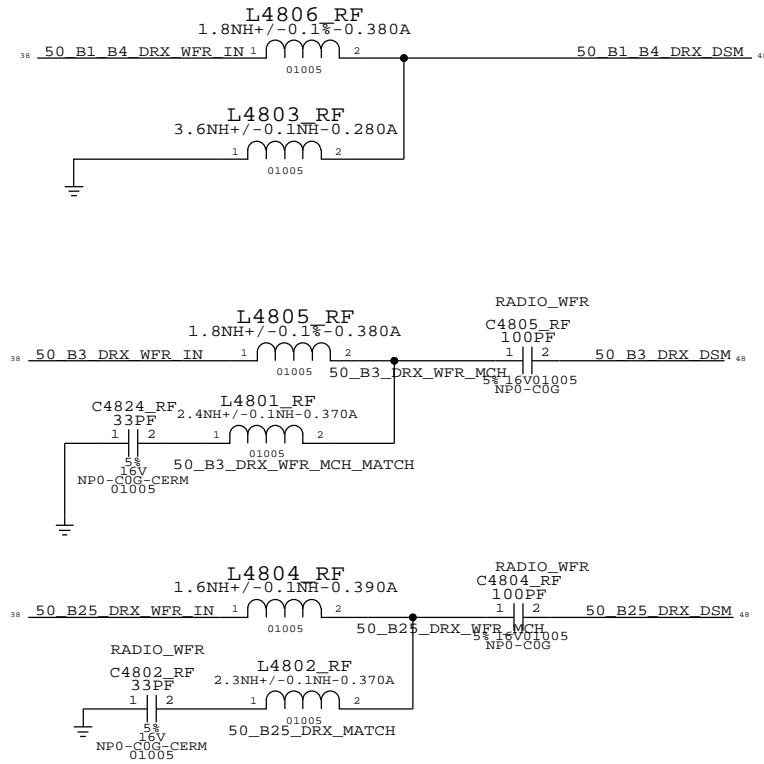 L4806_RF
1.8NH+/-0.1%-0.380A
38 50_B1_B4_DRX_WFR_IN 1 2 50_B1_B4_DRX_DSM
01005
L4803_RF
3.6NH+/-0.1NH-0.280A
1 2
01005
RADIO_WFR
L4805_RF
C4805_RF
1.8NH+/-0.1%-0.380A
100PF
38 50_B3_DRX_WFR_IN 1 2 1 2 50_B3_DRX_DSM 48
01005
50_B3_DRX_WFR_MCH
5% 16V01005
NP0-C0G
C4824_RF
L4801_RF
33PF
2.4NH+/-0.1NH-0.370A
1 2 1 2
01005
50_B3_DRX_WFR_MCH_MATCH
5%
16V
NP0-C0G-CERM
01005
RADIO_WFR
L4804_RF
C4804_RF
1.6NH+/-0.1NH-0.390A
100PF
38 50_B25_DRX_WFR_IN 1 2 1 2 50_B25_DRX_DSM 48
01005
50_B25_DRX_WFR_MCH
5% 16V01005
NP0-C0G
RADIO_WFR
C4802_RF
L4802_RF
33PF
2.3NH+/-0.1NH-0.370A
1 2 1 2
01005
50_B25_DRX_MATCH
5%
16V
NP0-C0G-CERM
01005